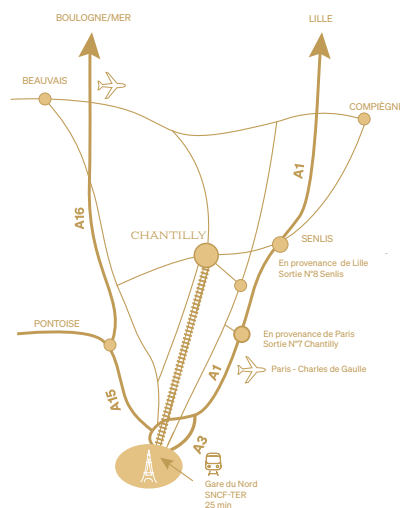 BOULOGNE/MER
LILLE
BEAUVAIS
COMPIÈGNE
A1
A16
CHANTILLY
SENLIS
En provenance de Lille
Sortie N°8 Senlis
PONTOISE
En provenance de Paris
Sortie N°7 Chantilly
Paris - Charles de Gaulle
A1
A15
A3
Gare du Nord
SNCF-TER
25 min